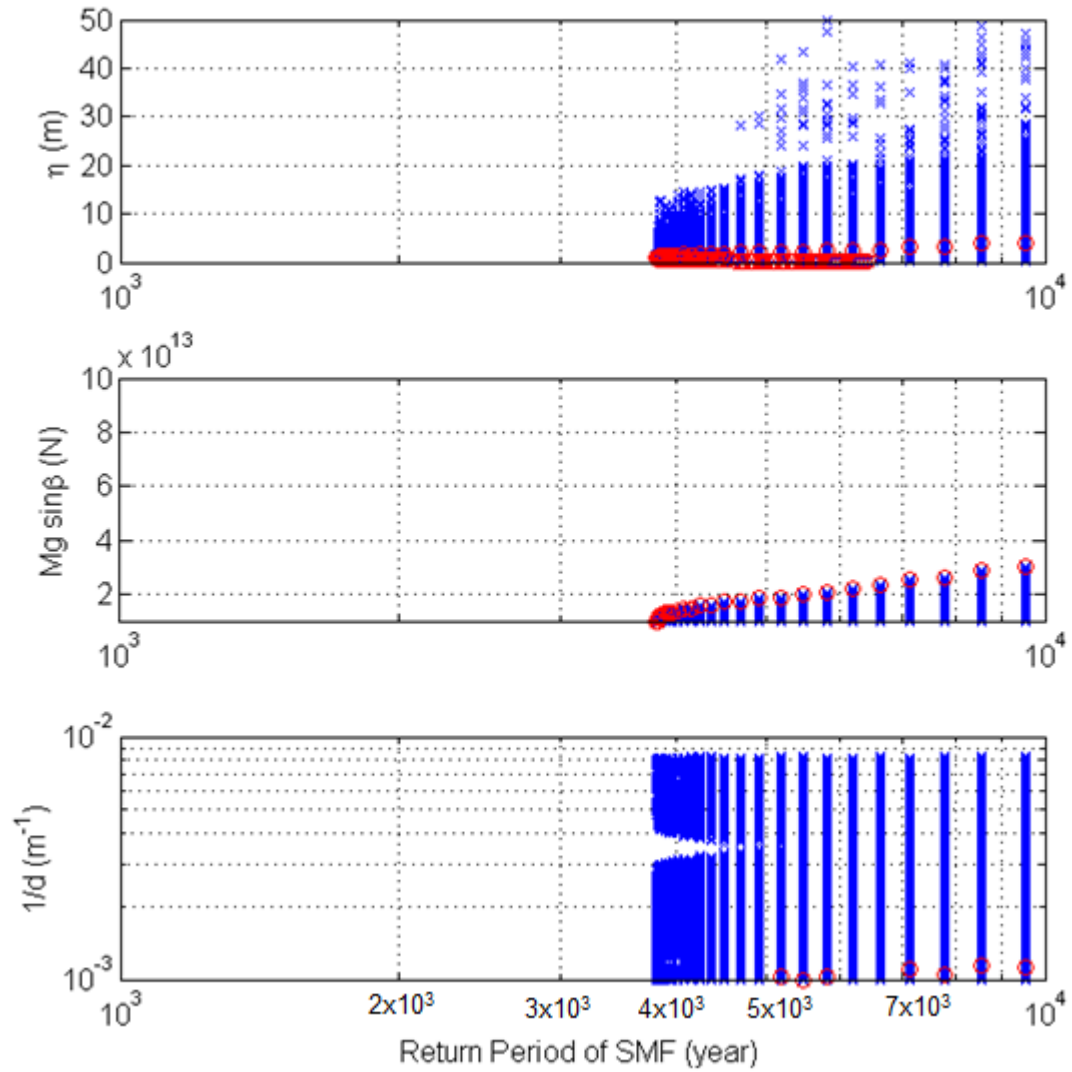 50
40
30
20
10
0
η (m)
10³
10⁴
x 10¹³
10
8
6
4
2
Mg sinβ (N)
10³
10⁴
10⁻²
10⁻³
1/d (m⁻¹)
10³ 2x10³ 3x10³ 4x10³ 5x10³ 7x10³ 10⁴
Return Period of SMF (year)